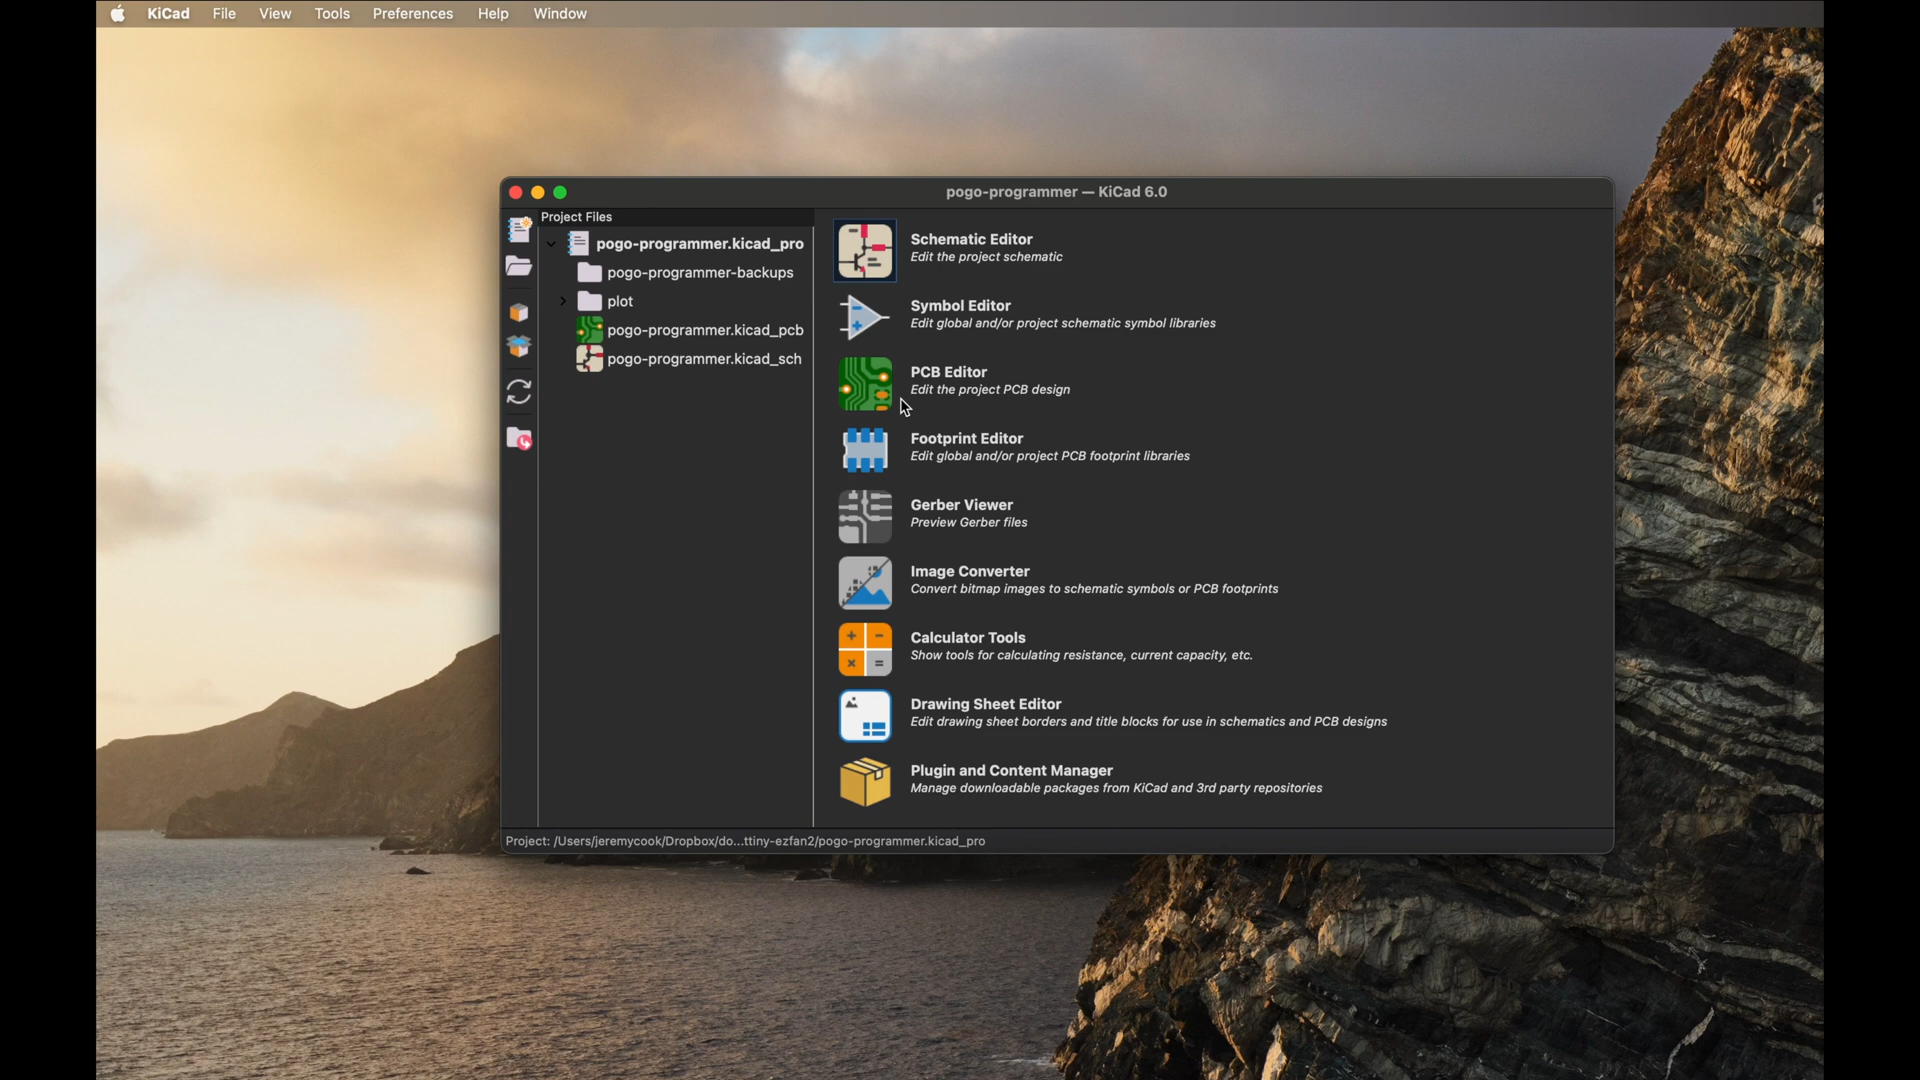 KiCad File View Tools Preferences Help Window
pogo-programmer — KiCad 6.0
Project Files
pogo-programmer.kicad_pro
pogo-programmer-backups
plot
pogo-programmer.kicad_pcb
pogo-programmer.kicad_sch
Schematic Editor
Edit the project schematic
Symbol Editor
Edit global and/or project schematic symbol libraries
PCB Editor
Edit the project PCB design
Footprint Editor
Edit global and/or project PCB footprint libraries
Gerber Viewer
Preview Gerber files
Image Converter
Convert bitmap images to schematic symbols or PCB footprints
Calculator Tools
Show tools for calculating resistance, current capacity, etc.
Drawing Sheet Editor
Edit drawing sheet borders and title blocks for use in schematics and PCB designs
Plugin and Content Manager
Manage downloadable packages from KiCad and 3rd party repositories
Project: /Users/jeremycook/Dropbox/do...ttiny-ezfan2/pogo-programmer.kicad_pro